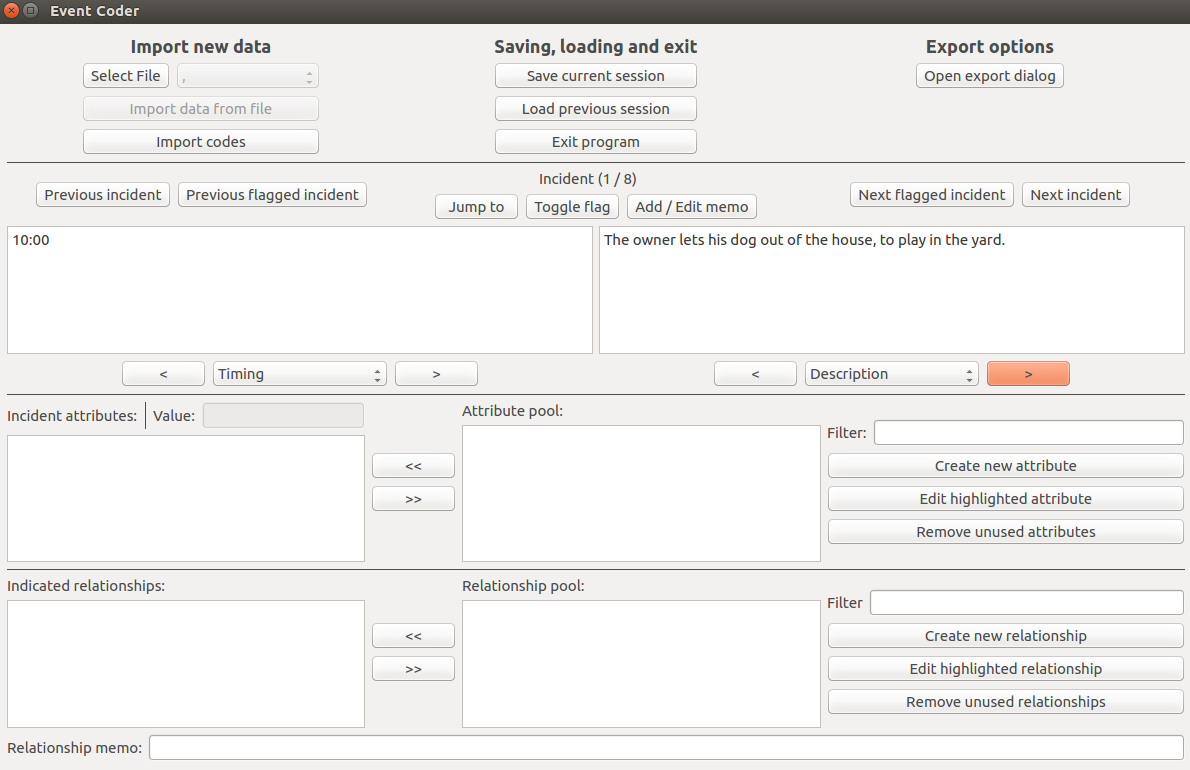 Event Coder
Import new data
Saving, loading and exit
Export options
Select File
,
Save current session
Open export dialog
Import data from file
Load previous session
Import codes
Exit program
Incident (1 / 8)
Previous incident
Previous flagged incident
Jump to
Toggle flag
Add / Edit memo
Next flagged incident
Next incident
10:00
The owner lets his dog out of the house, to play in the yard.
<
Timing
>
<
Description
>
Incident attributes:
Value:
Attribute pool:
Filter:
<<
>>
Create new attribute
Edit highlighted attribute
Remove unused attributes
Indicated relationships:
Relationship pool:
Filter
<<
>>
Create new relationship
Edit highlighted relationship
Remove unused relationships
Relationship memo: